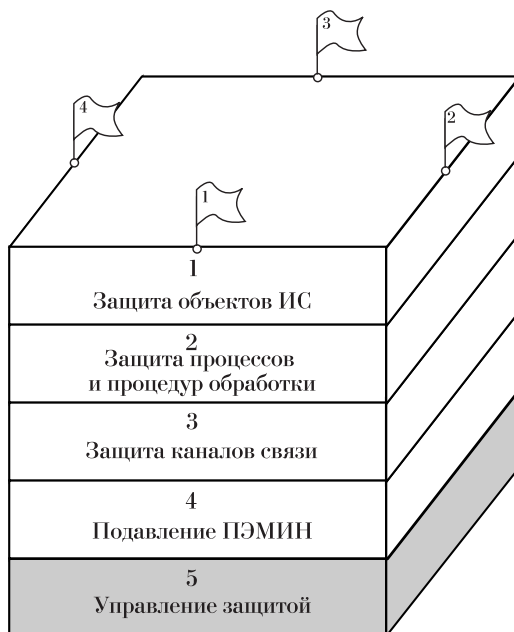 3
4
2
1
1
Защита объектов ИС
2
Защита процессов
и процедур обработки
3
Защита каналов связи
4
Подавление ПЭМИН
5
Управление защитой